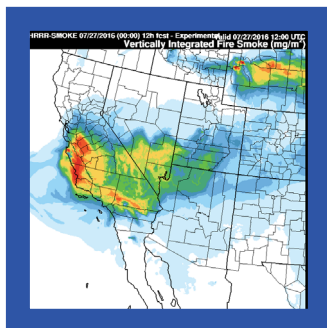 HRRR-SMOKE 07/27/2016 (00:00) 12h fcst - Experimental Valid 07/27/2016 12:00 UTC
Vertically Integrated Fire Smoke (mg/m²)